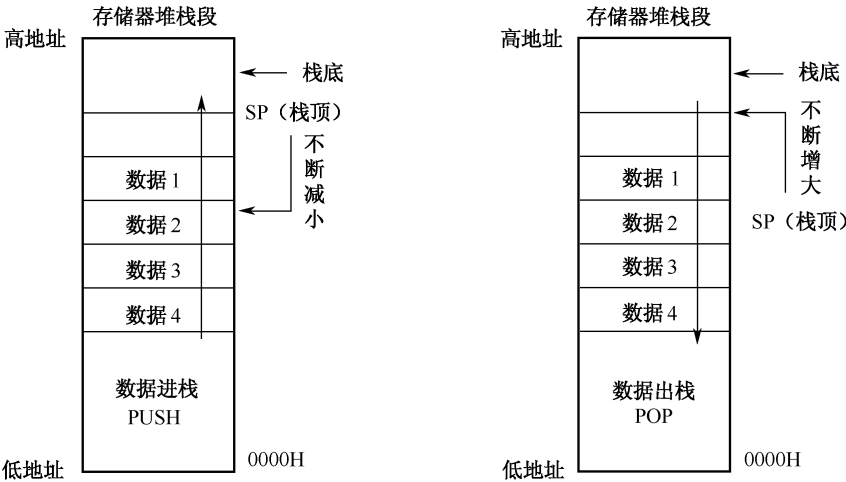 存储器堆栈段
高地址
栈底
SP（栈顶）
不断减小
数据 1
数据 2
数据 3
数据 4
数据进栈
PUSH
0000H
低地址
存储器堆栈段
高地址
栈底
不断增大
SP（栈顶）
数据 1
数据 2
数据 3
数据 4
数据出栈
POP
0000H
低地址